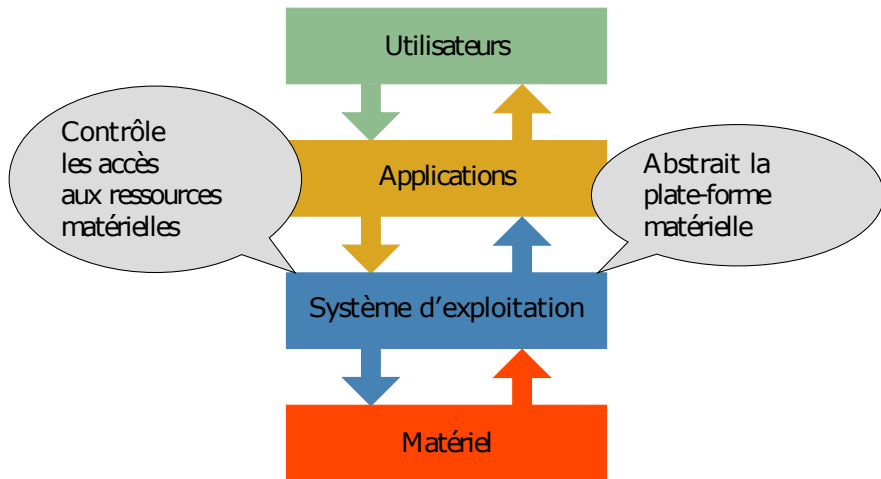 Utilisateurs
Contrôle
les accès
aux ressources
matérielles
Applications
Abstrait la
plate-forme
matérielle
Système d'exploitation
Matériel